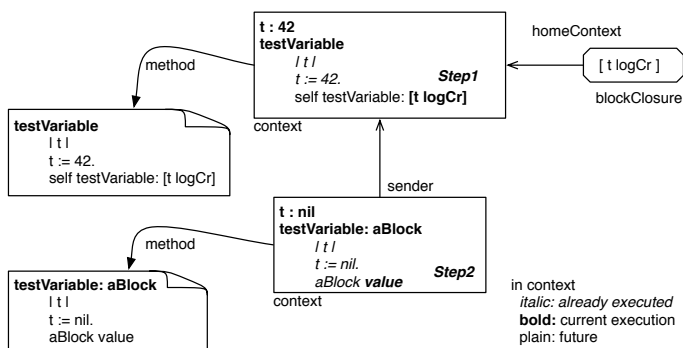 t : 42
testVariable
| t |
t := 42.
Step1
self testVariable: [t logCr]
context
homeContext
[ t logCr ]
blockClosure
method
testVariable
| t |
t := 42.
self testVariable: [t logCr]
sender
t : nil
testVariable: aBlock
| t |
t := nil.
aBlock value
Step2
context
method
testVariable: aBlock
| t |
t := nil.
aBlock value
in context
italic: already executed
bold: current execution
plain: future